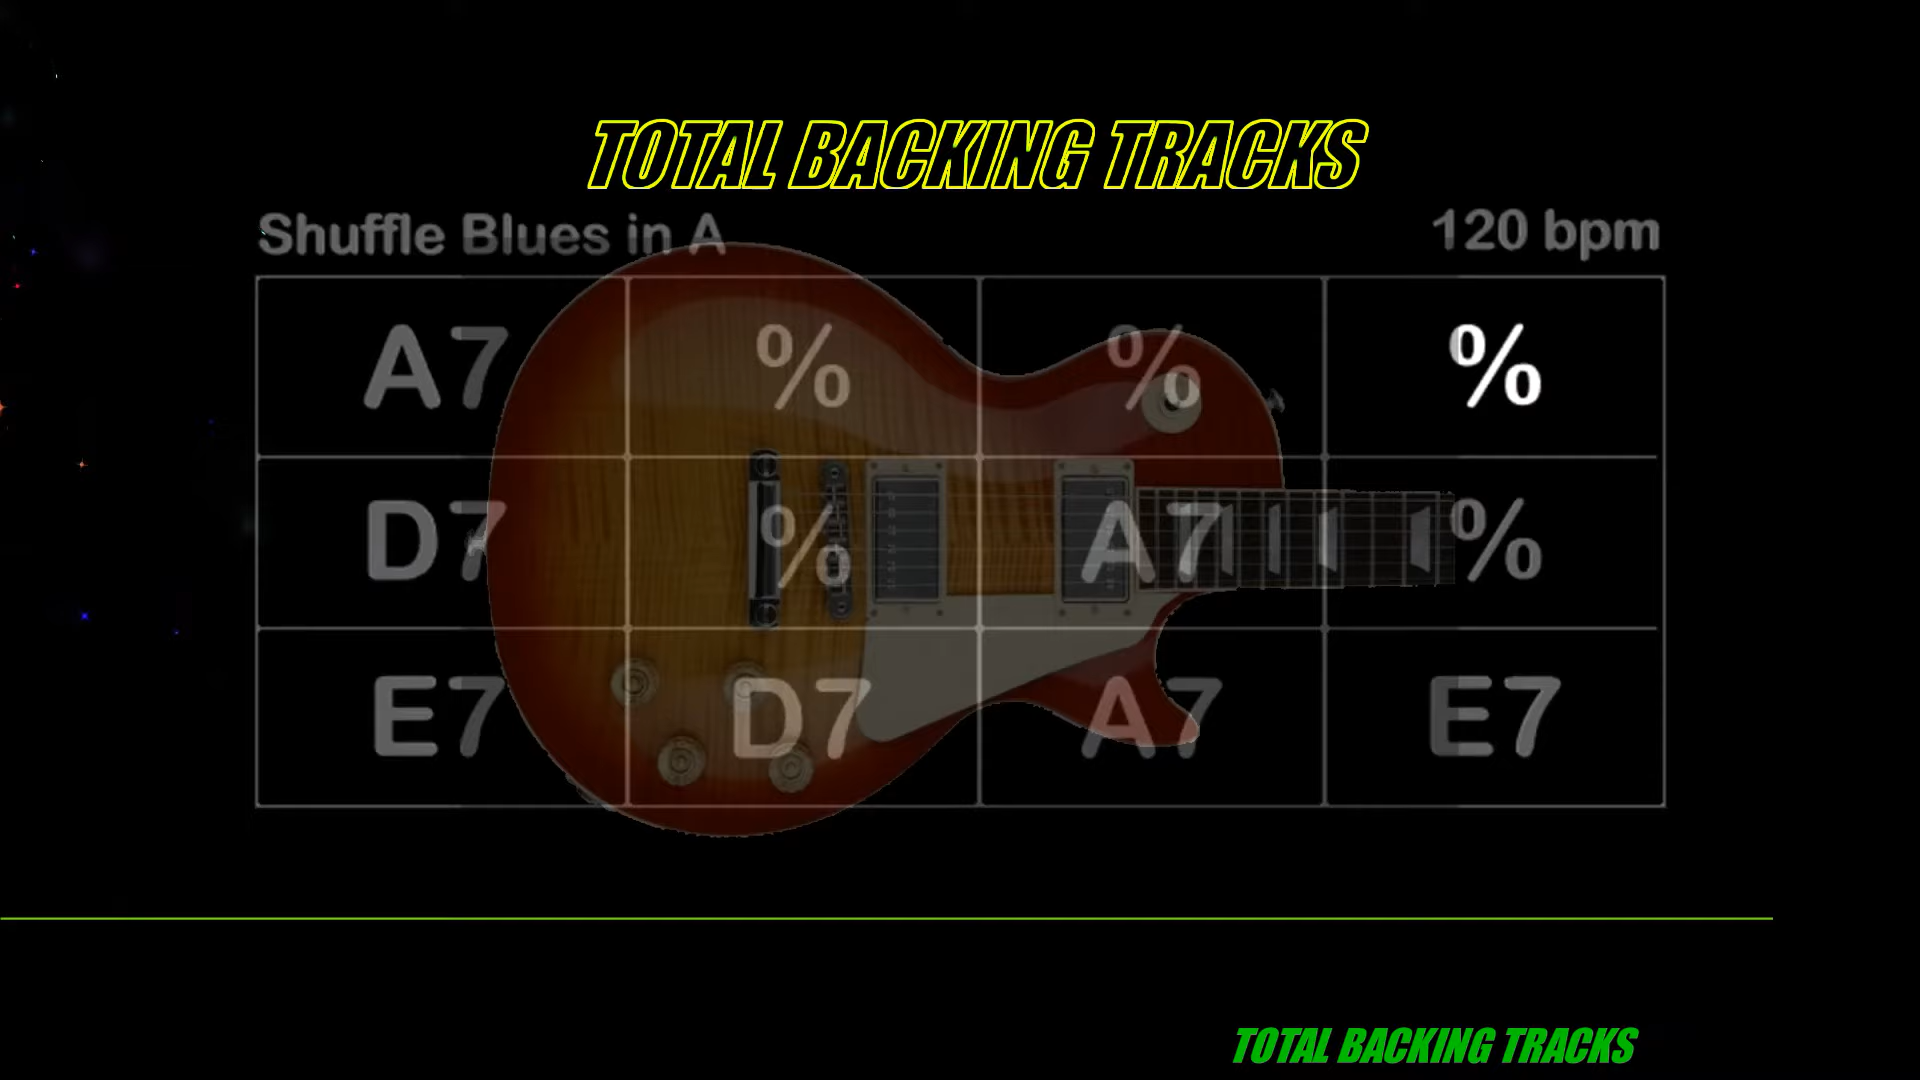 TOTAL BACKING TRACKS
Shuffle Blues in A 120 bpm
A7 % % %
D7 % A7 %
E7 D7 A7 E7
TOTAL BACKING TRACKS